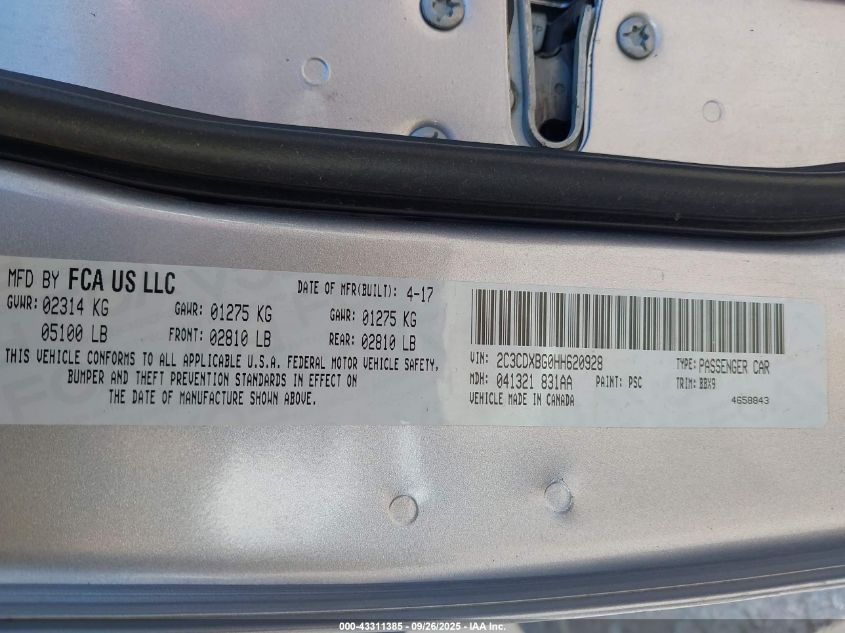 MFD BY FCA US LLC
DATE OF MFR(BUILT): 4-17
GVWR: 02314 KG
GAWR: 01275 KG
GAWR: 01275 KG
05100 LB
FRONT: 02810 LB
REAR: 02810 LB
THIS VEHICLE CONFORMS TO ALL APPLICABLE U.S.A. FEDERAL MOTOR VEHICLE SAFETY,
BUMPER AND THEFT PREVENTION STANDARDS IN EFFECT ON
THE DATE OF MANUFACTURE SHOWN ABOVE.
VIN: 2C3CDXBG0HH620928
TYPE: PASSENGER CAR
MDH: 041321 831AA
PAINT: PSC
TRIM: BBX9
VEHICLE MADE IN CANADA
4658843
000-43311385 - 09/26/2025 - IAA Inc.